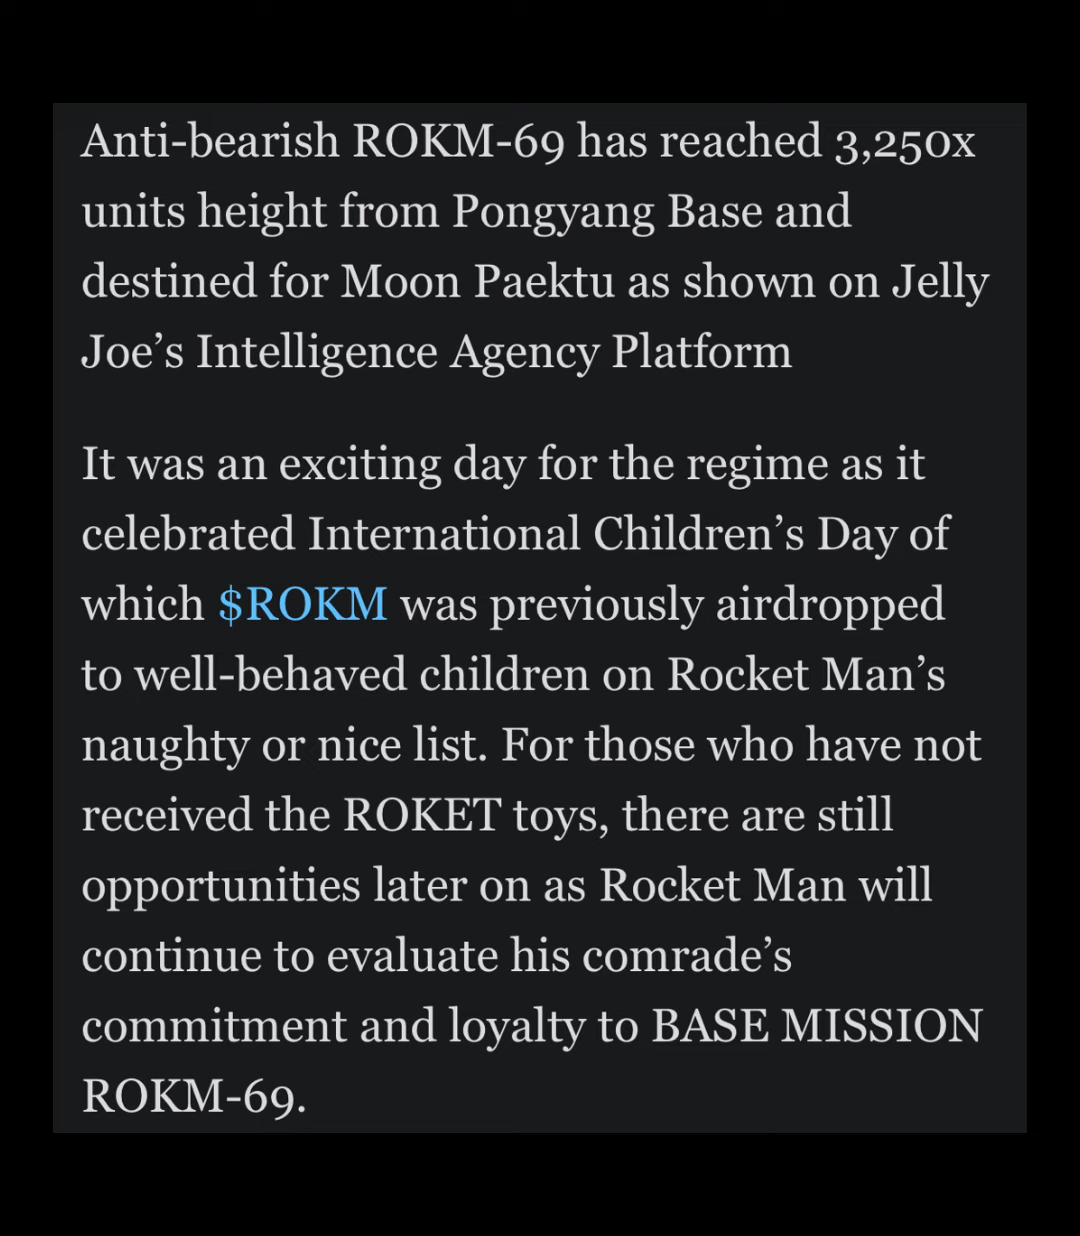 Anti-bearish ROKM-69 has reached 3,250x
units height from Pongyang Base and
destined for Moon Paektu as shown on Jelly
Joe’s Intelligence Agency Platform
It was an exciting day for the regime as it
celebrated International Children’s Day of
which $ROKM was previously airdropped
to well-behaved children on Rocket Man’s
naughty or nice list. For those who have not
received the ROKET toys, there are still
opportunities later on as Rocket Man will
continue to evaluate his comrade’s
commitment and loyalty to BASE MISSION
ROKM-69.